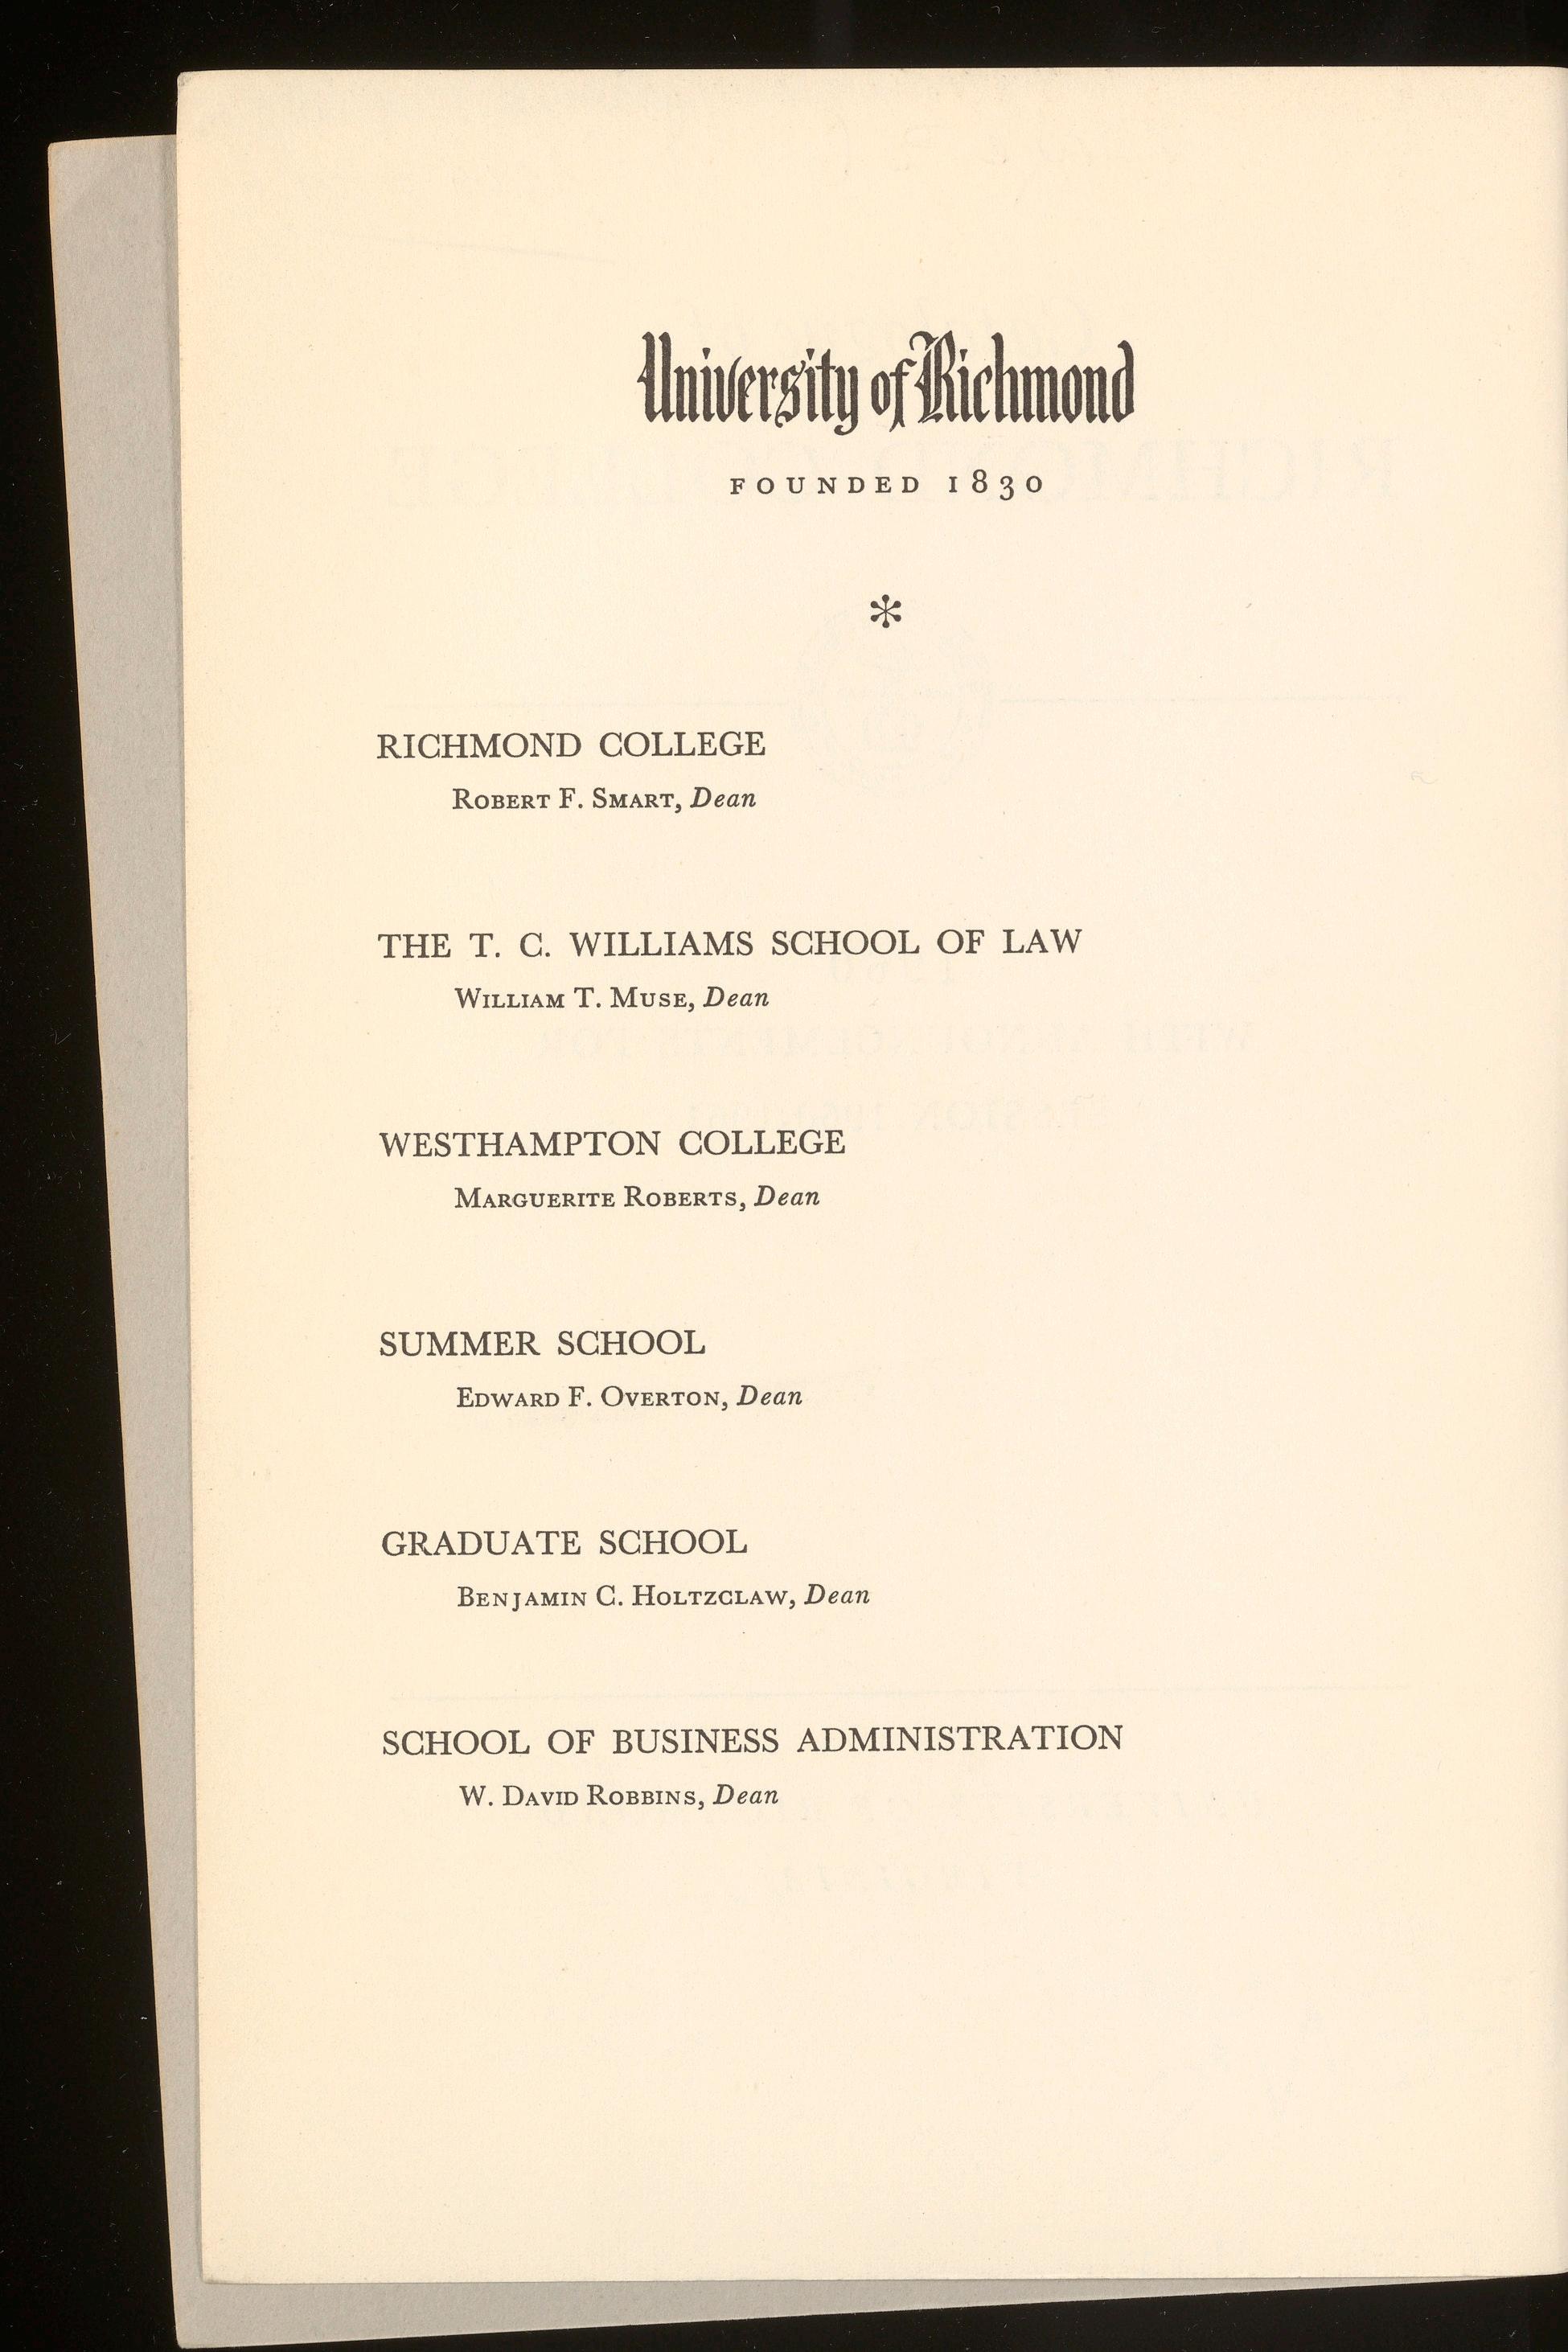 University of Richmond
FOUNDED 1830
*
RICHMOND COLLEGE
ROBERT F. SMART, Dean
THE T. C. WILLIAMS SCHOOL OF LAW
WILLIAM T. MUSE, Dean
WESTHAMPTON COLLEGE
MARGUERITE ROBERTS, Dean
SUMMER SCHOOL
EDWARD F. OVERTON, Dean
GRADUATE SCHOOL
BENJAMIN C. HOLTZCLAW, Dean
SCHOOL OF BUSINESS ADMINISTRATION
W. DAVID ROBBINS, Dean